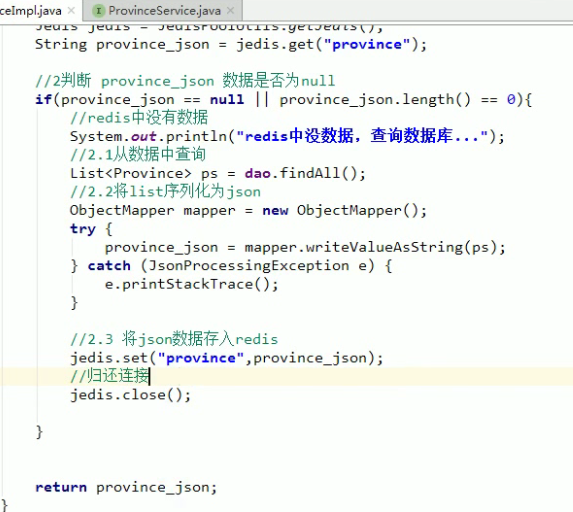 ceImpl.java × I ProvinceService.java ×
Jedis jedis = JedisPoolUtils.getJedis();
String province_json = jedis.get("province");
//2判断 province_json 数据是否为null
if(province_json == null || province_json.length() == 0){
//redis中没有数据
System.out.println("redis中没数据，查询数据库...");
//2.1从数据中查询
List<Province> ps = dao.findAll();
//2.2将list序列化为json
ObjectMapper mapper = new ObjectMapper();
try {
province_json = mapper.writeValueAsString(ps);
} catch (JsonProcessingException e) {
e.printStackTrace();
}
//2.3 将json数据存入redis
jedis.set("province",province_json);
//归还连接
jedis.close();
}
return province_json;
}